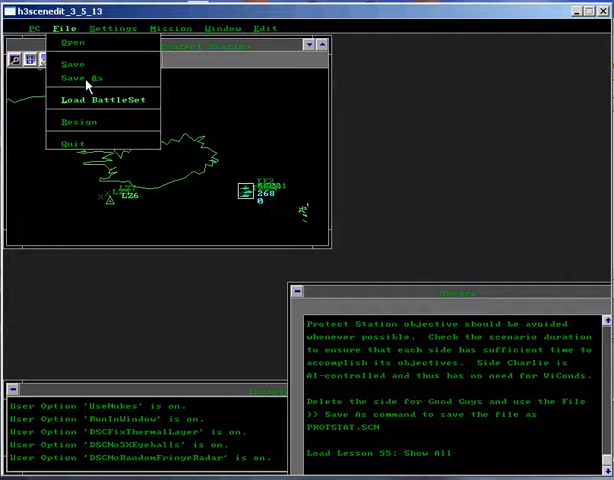 h3scenedit_3_5_13
PC File Settings Mission Window Edit
Open
Save
Save As
Load BattleSet
Resign
Quit
LZ6
TF2
268
0
Orders
Protect Station objective should be avoided
whenever possible. Check the scenario duration
to ensure that each side has sufficient time to
accomplish its objectives. Side Charlie is
AI-controlled and thus has no need for ViConds.
Delete the side for Good Guys and use the File
>> Save As command to save the file as
PROTSTAT.SCN
Load Lesson 55: Show All
User Option 'UseNukes' is on.
User Option 'RunInWindow' is on.
User Option 'DSCFixThermalLayer' is on.
User Option 'DSCNo3XEyeballs' is on.
User Option 'DSCNoRandomFringeRadar' is on.